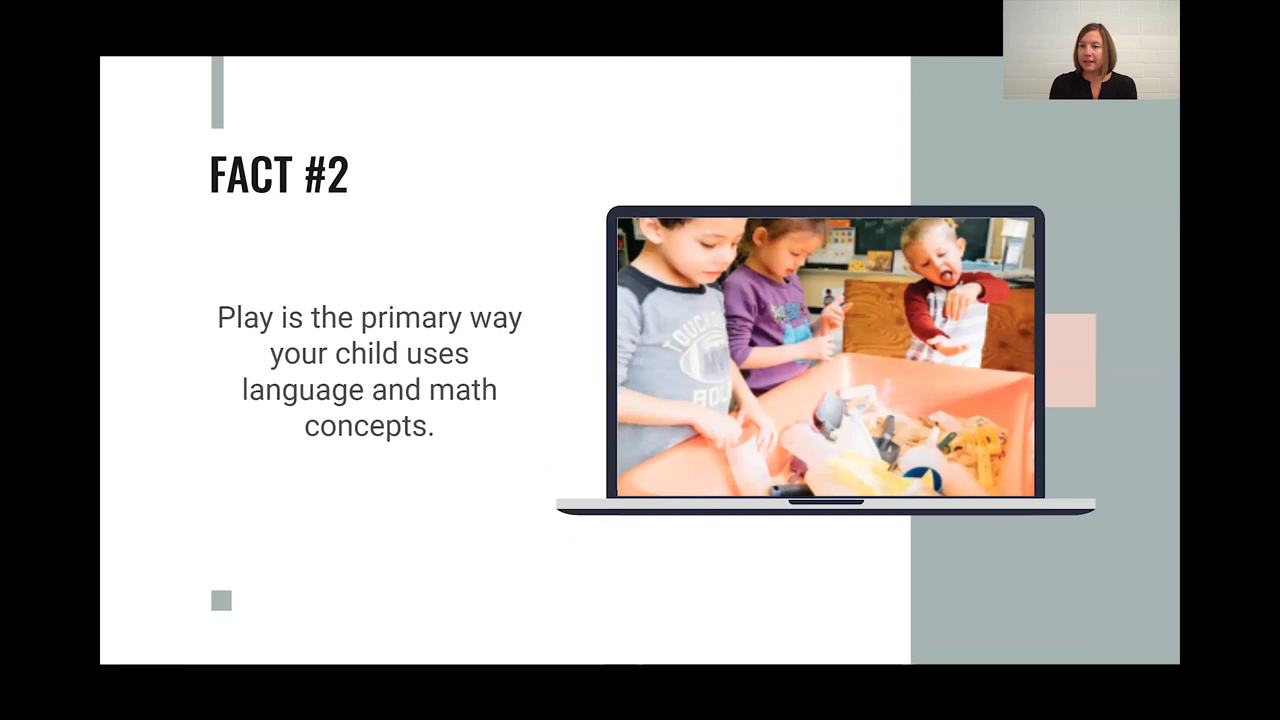 FACT #2
Play is the primary way
your child uses
language and math
concepts.